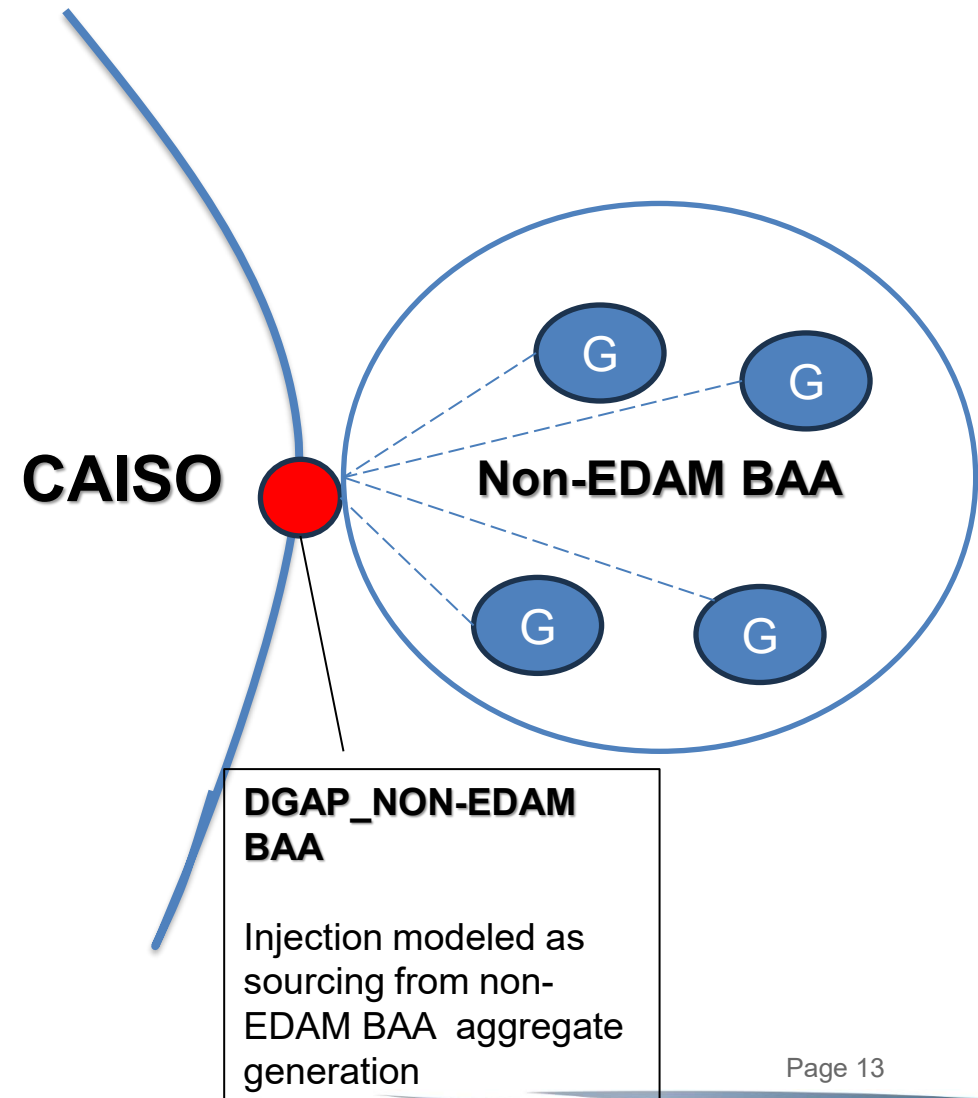 G
G
CAISO
Non-EDAM BAA
G
G
DGAP_NON-EDAM
BAA
Injection modeled as
sourcing from non-
EDAM BAA  aggregate
generation
Page 13